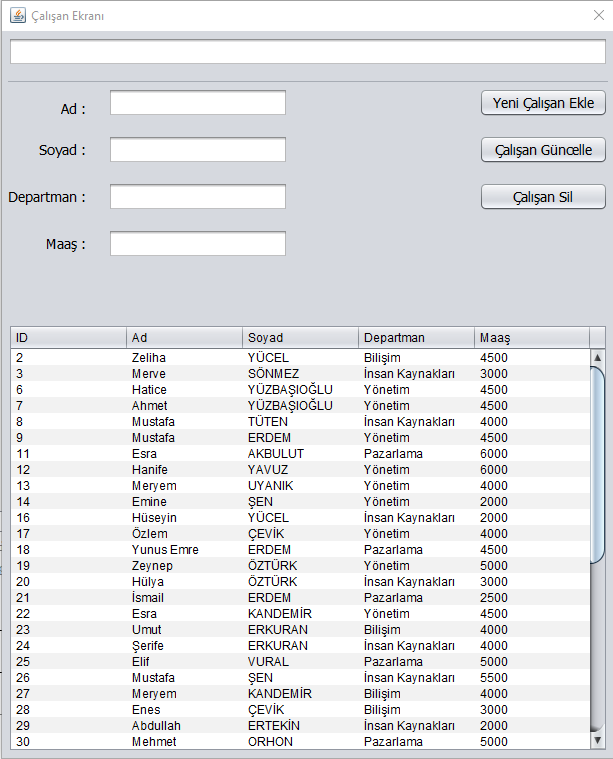 Çalışan Ekranı
Ad :
Yeni Çalışan Ekle
Soyad :
Çalışan Güncelle
Departman :
Çalışan Sil
Maaş :
ID Ad Soyad Departman Maaş
2 Zeliha YÜCEL Bilişim 4500
3 Merve SÖNMEZ İnsan Kaynakları 3000
6 Hatice YÜZBAŞIOĞLU Yönetim 4500
7 Ahmet YÜZBAŞIOĞLU Yönetim 4500
8 Mustafa TÜTEN İnsan Kaynakları 4000
9 Mustafa ERDEM Yönetim 4500
11 Esra AKBULUT Pazarlama 6000
12 Hanife YAVUZ Yönetim 6000
13 Meryem UYANIK Yönetim 4000
14 Emine ŞEN Yönetim 2000
16 Hüseyin YÜCEL İnsan Kaynakları 2000
17 Özlem ÇEVİK Yönetim 4000
18 Yunus Emre ERDEM Pazarlama 4500
19 Zeynep ÖZTÜRK Yönetim 5000
20 Hülya ÖZTÜRK İnsan Kaynakları 3000
21 İsmail ERDEM Pazarlama 2500
22 Esra KANDEMİR Yönetim 4500
23 Umut ERKURAN Bilişim 4000
24 Şerife ERKURAN İnsan Kaynakları 4000
25 Elif VURAL Pazarlama 5000
26 Mustafa ŞEN İnsan Kaynakları 5500
27 Meryem KANDEMİR Bilişim 4000
28 Enes ÇEVİK Bilişim 3000
29 Abdullah ERTEKİN İnsan Kaynakları 2000
30 Mehmet ORHON Pazarlama 5000